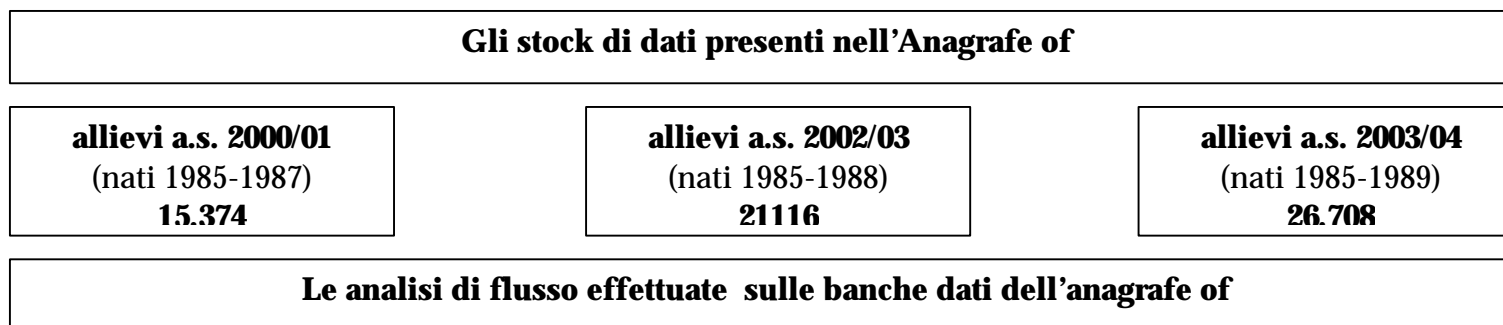 Gli stock di dati presenti nell'Anagrafe of
allievi a.s. 2000/01
(nati 1985-1987)
15.374
allievi a.s. 2002/03
(nati 1985-1988)
21116
allievi a.s. 2003/04
(nati 1985-1989)
26.708
Le analisi di flusso effettuate sulle banche dati dell'anagrafe of